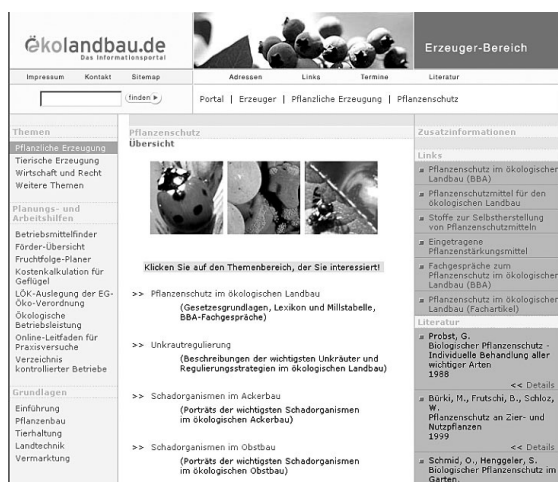 ökolandbau.de
Das Informationsportal
Erzeuger-Bereich
Impressum Kontakt Sitemap
Adressen Links Termine Literatur
finden
Portal | Erzeuger | Pflanzliche Erzeugung | Pflanzenschutz
Themen
Pflanzliche Erzeugung
Tierische Erzeugung
Wirtschaft und Recht
Weitere Themen
Planungs- und
Arbeitshilfen
Betriebsmittelfinder
Förder-Übersicht
Fruchtfolge-Planer
Kostenkalkulation für
Geflügel
LÖK-Auslegung der EG-
Öko-Verordnung
Ökologische
Betriebsleistung
Online-Leitfaden für
Praxisversuche
Verzeichnis
kontrollierter Betriebe
Grundlagen
Einführung
Pflanzenbau
Tierhaltung
Landtechnik
Vermarktung
Pflanzenschutz
Übersicht
Klicken Sie auf den Themenbereich, der Sie interessiert!
>> Pflanzenschutz im ökologischen Landbau
(Gesetzesgrundlagen, Lexikon und Millstabelle,
BBA-Fachgespräche)
>> Unkrautregulierung
(Beschreibungen der wichtigsten Unkräuter und
Regulierungsstrategien im ökologischen Landbau)
>> Schadorganismen im Ackerbau
(Porträts der wichtigsten Schadorganismen
im ökologischen Ackerbau)
>> Schadorganismen im Obstbau
(Porträts der wichtigsten Schadorganismen
im ökologischen Obstbau)
Zusatzinformationen
Links
Pflanzenschutz im ökologischen
Landbau (BBA)
Pflanzenschutzmittel für den
ökologischen Landbau
Stoffe zur Selbstherstellung
von Pflanzenschutzmitteln
Eingetragene
Pflanzenstärkungsmittel
Fachgespräche zum
Pflanzenschutz im ökologischen
Landbau (BBA)
Pflanzenschutz im ökologischen
Landbau (Fachartikel)
Literatur
Probst, G.
Biologischer Pflanzenschutz -
Individuelle Behandlung aller
wichtiger Arten
1988
<< Details
Bürki, M., Frutschi, B., Schloz,
W.
Pflanzenschutz an Zier- und
Nutzpflanzen
1999
<< Details
Schmid, O., Henggeler, S.
Biologischer Pflanzenschutz im
Garten.